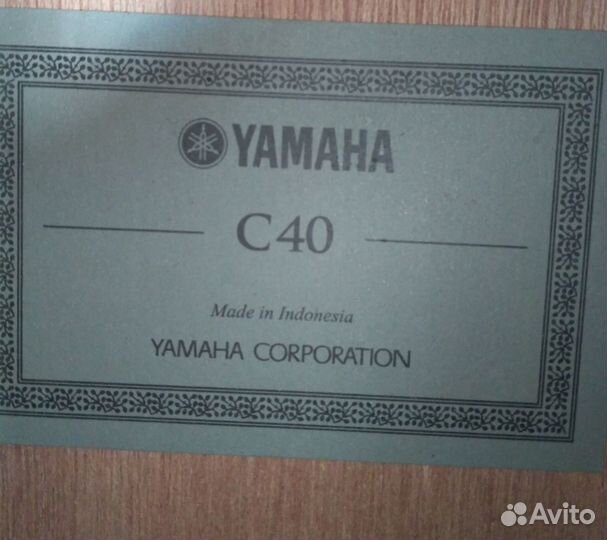 YAMAHA
C40
Made in Indonesia
YAMAHA CORPORATION
Avito